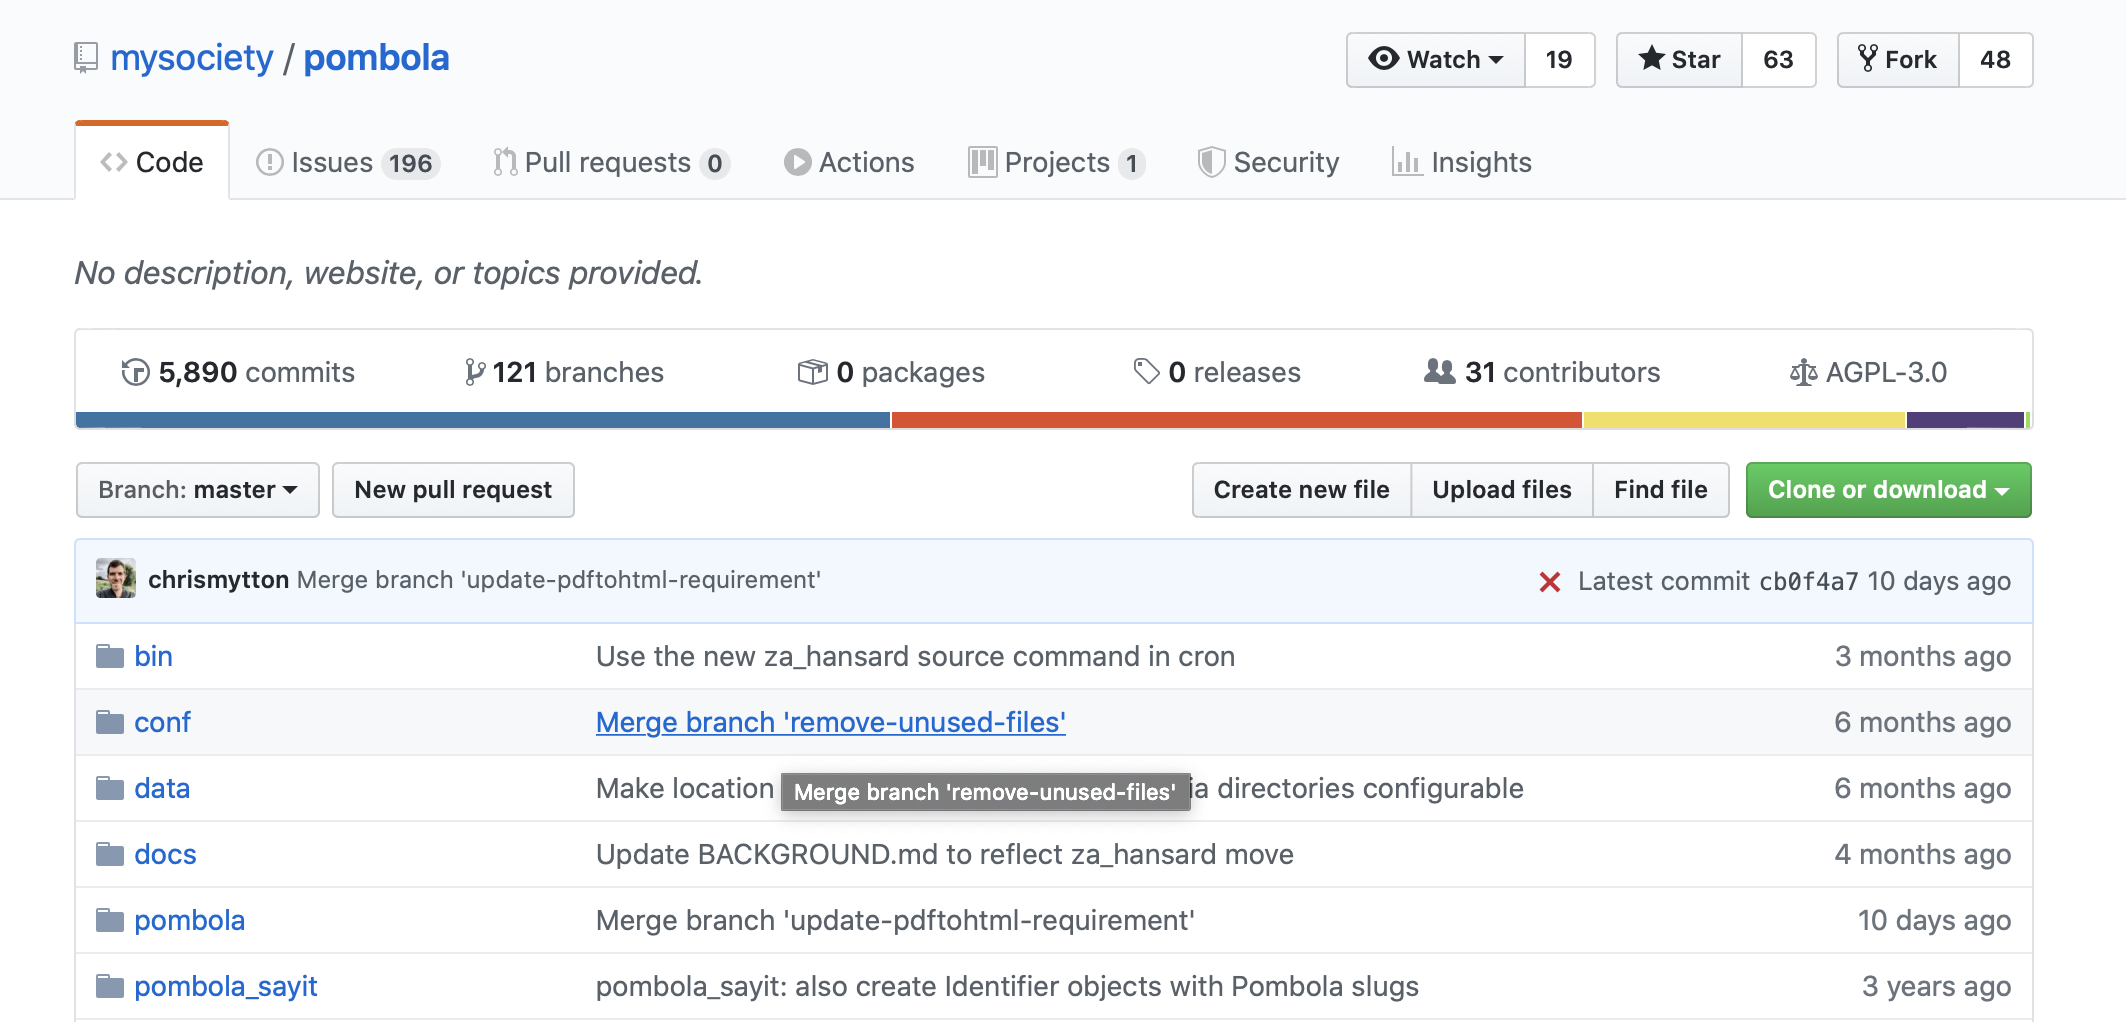 mysociety / pombola
Watch 19 Star 63 Fork 48
Code Issues 196 Pull requests 0 Actions Projects 1 Security Insights
No description, website, or topics provided.
5,890 commits 121 branches 0 packages 0 releases 31 contributors AGPL-3.0
Branch: master New pull request Create new file Upload files Find file Clone or download
chrismytton Merge branch 'update-pdftohtml-requirement' Latest commit cb0f4a7 10 days ago
bin Use the new za_hansard source command in cron 3 months ago
conf Merge branch 'remove-unused-files' 6 months ago
data Make location directories configurable 6 months ago
Merge branch 'remove-unused-files'
docs Update BACKGROUND.md to reflect za_hansard move 4 months ago
pombola Merge branch 'update-pdftohtml-requirement' 10 days ago
pombola_sayit pombola_sayit: also create Identifier objects with Pombola slugs 3 years ago